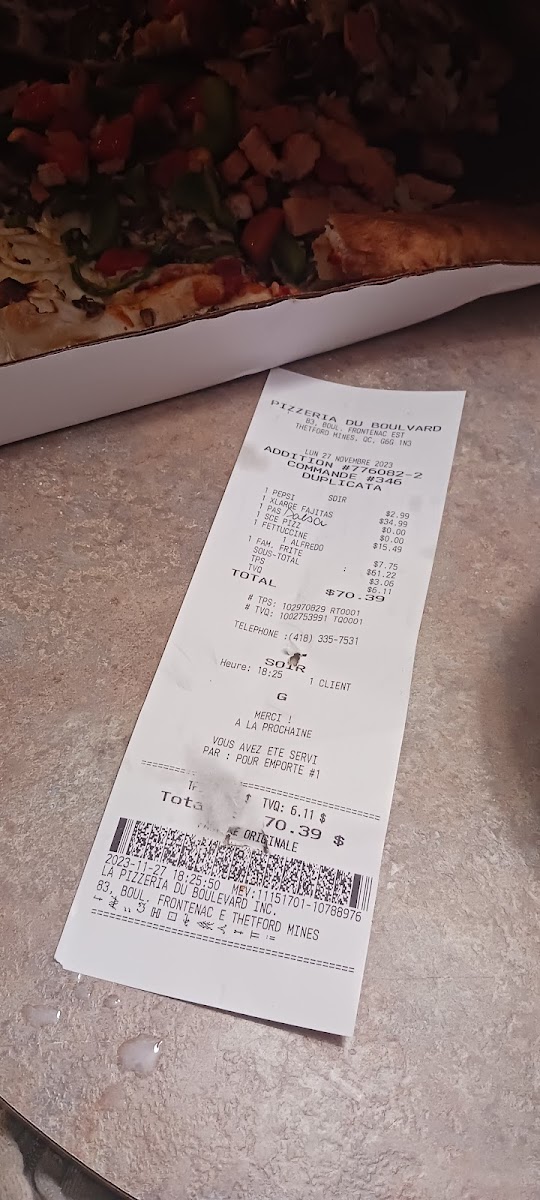 PIZZERIA DU BOULVARD
83, BOUL. FRONTENAC EST
THETFORD MINES, QC, G6G 1N3
LUN 27 NOVEMBRE 2023
ADDITION #776082-2
COMMANDE #346
DUPLICATA
SOIR
1 PEPSI $2.99
1 XLARGE FAJITAS $34.99
1 PAS Salsa $0.00
1 SCE PIZZ $0.00
1 FETTUCCINE $15.49
1 ALFREDO
1 FAM. FRITE $7.75
SOUS-TOTAL : $61.22
TPS $3.06
TVQ $6.11
TOTAL $70.39
# TPS: 102970829 RT0001
# TVQ: 1002753991 TQ0001
TELEPHONE :(418) 335-7531
SOIR
Heure: 18:25 1 CLIENT
G
MERCI !
A LA PROCHAINE
VOUS AVEZ ETE SERVI
PAR : POUR EMPORTE #1
TVQ: 6.11 $
70.39 $
ORIGINALE
2023-11-27 18:25:50 MEV:11151701-10788976
LA PIZZERIA DU BOULEVARD INC.
83, BOUL. FRONTENAC E THETFORD MINES